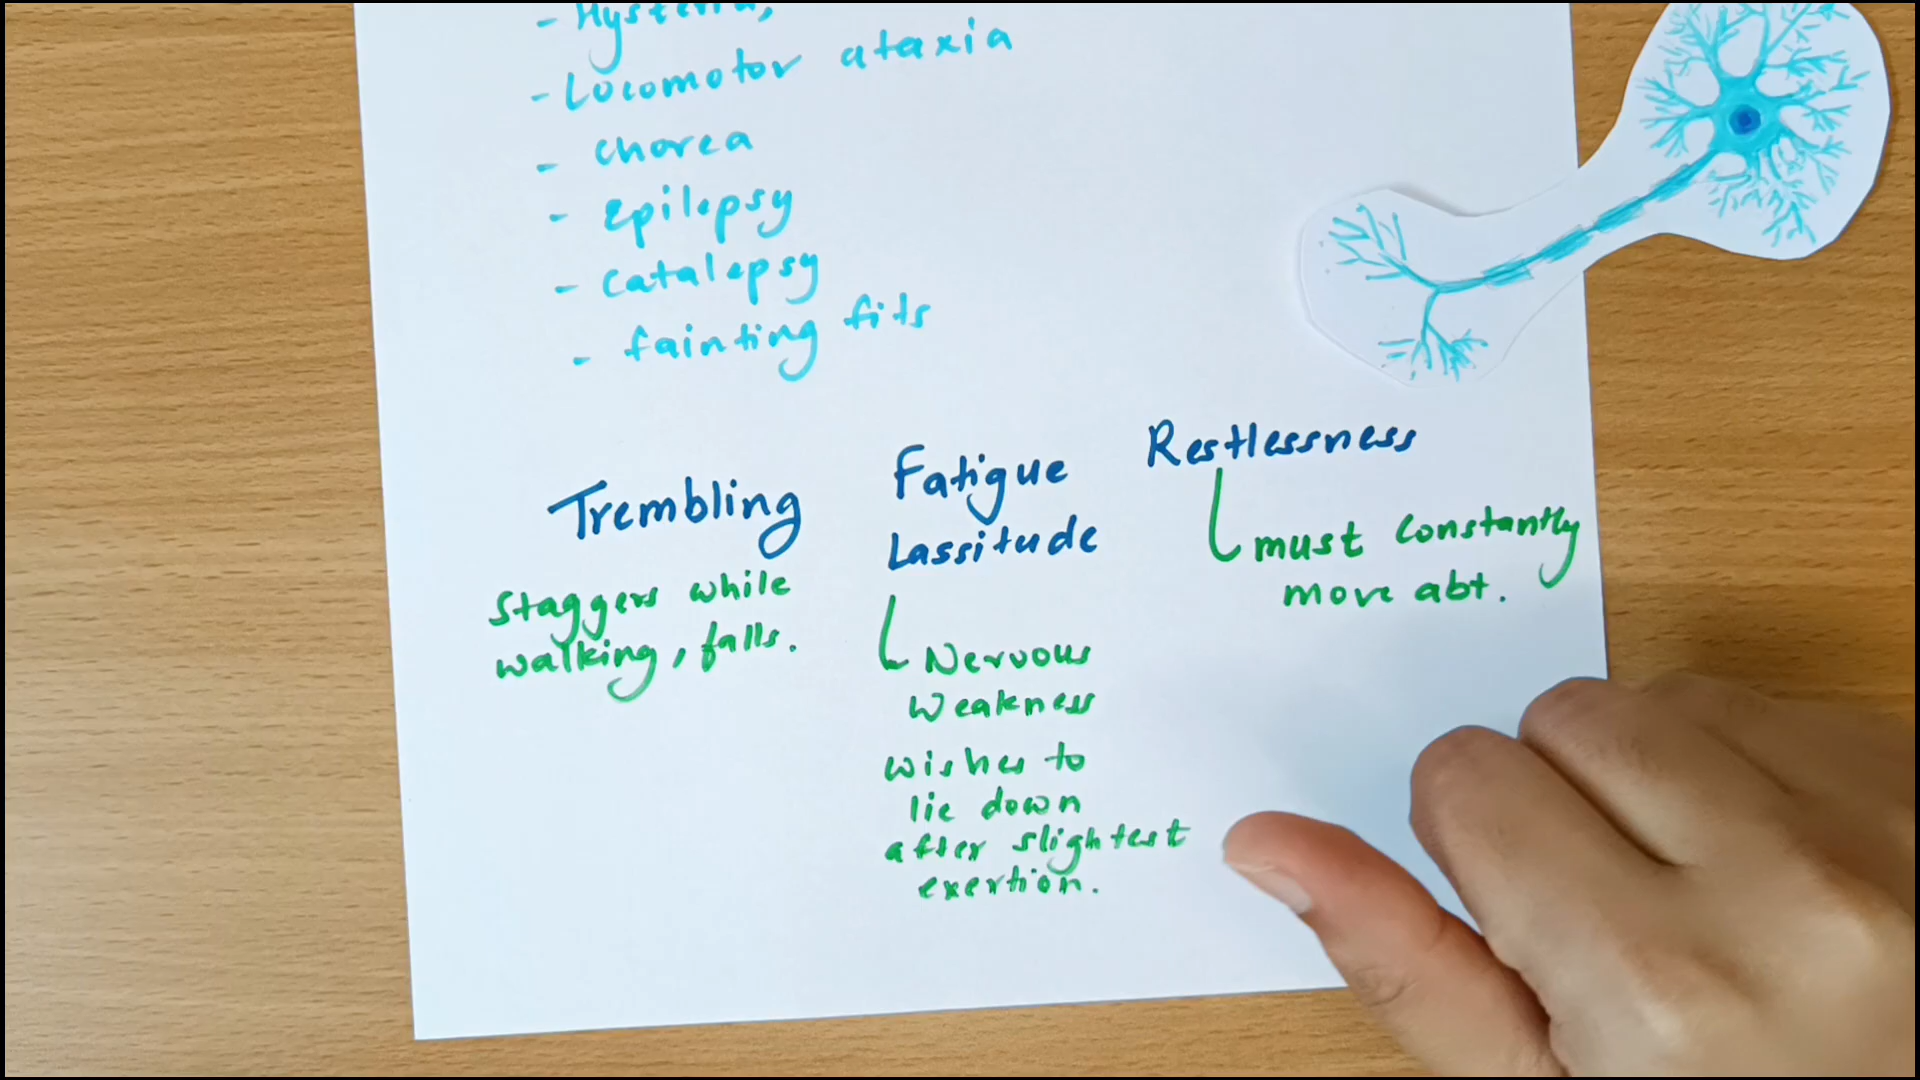 - Hysteria,
- Locomotor ataxia
- chorea
- epilepsy
- catalepsy
- fainting fits
Trembling
staggers while
walking, falls.
Fatigue
Lassitude
Nervous
Weakness
wishes to
lie down
after slightest
exertion.
Restlessness
must constantly
move abt.